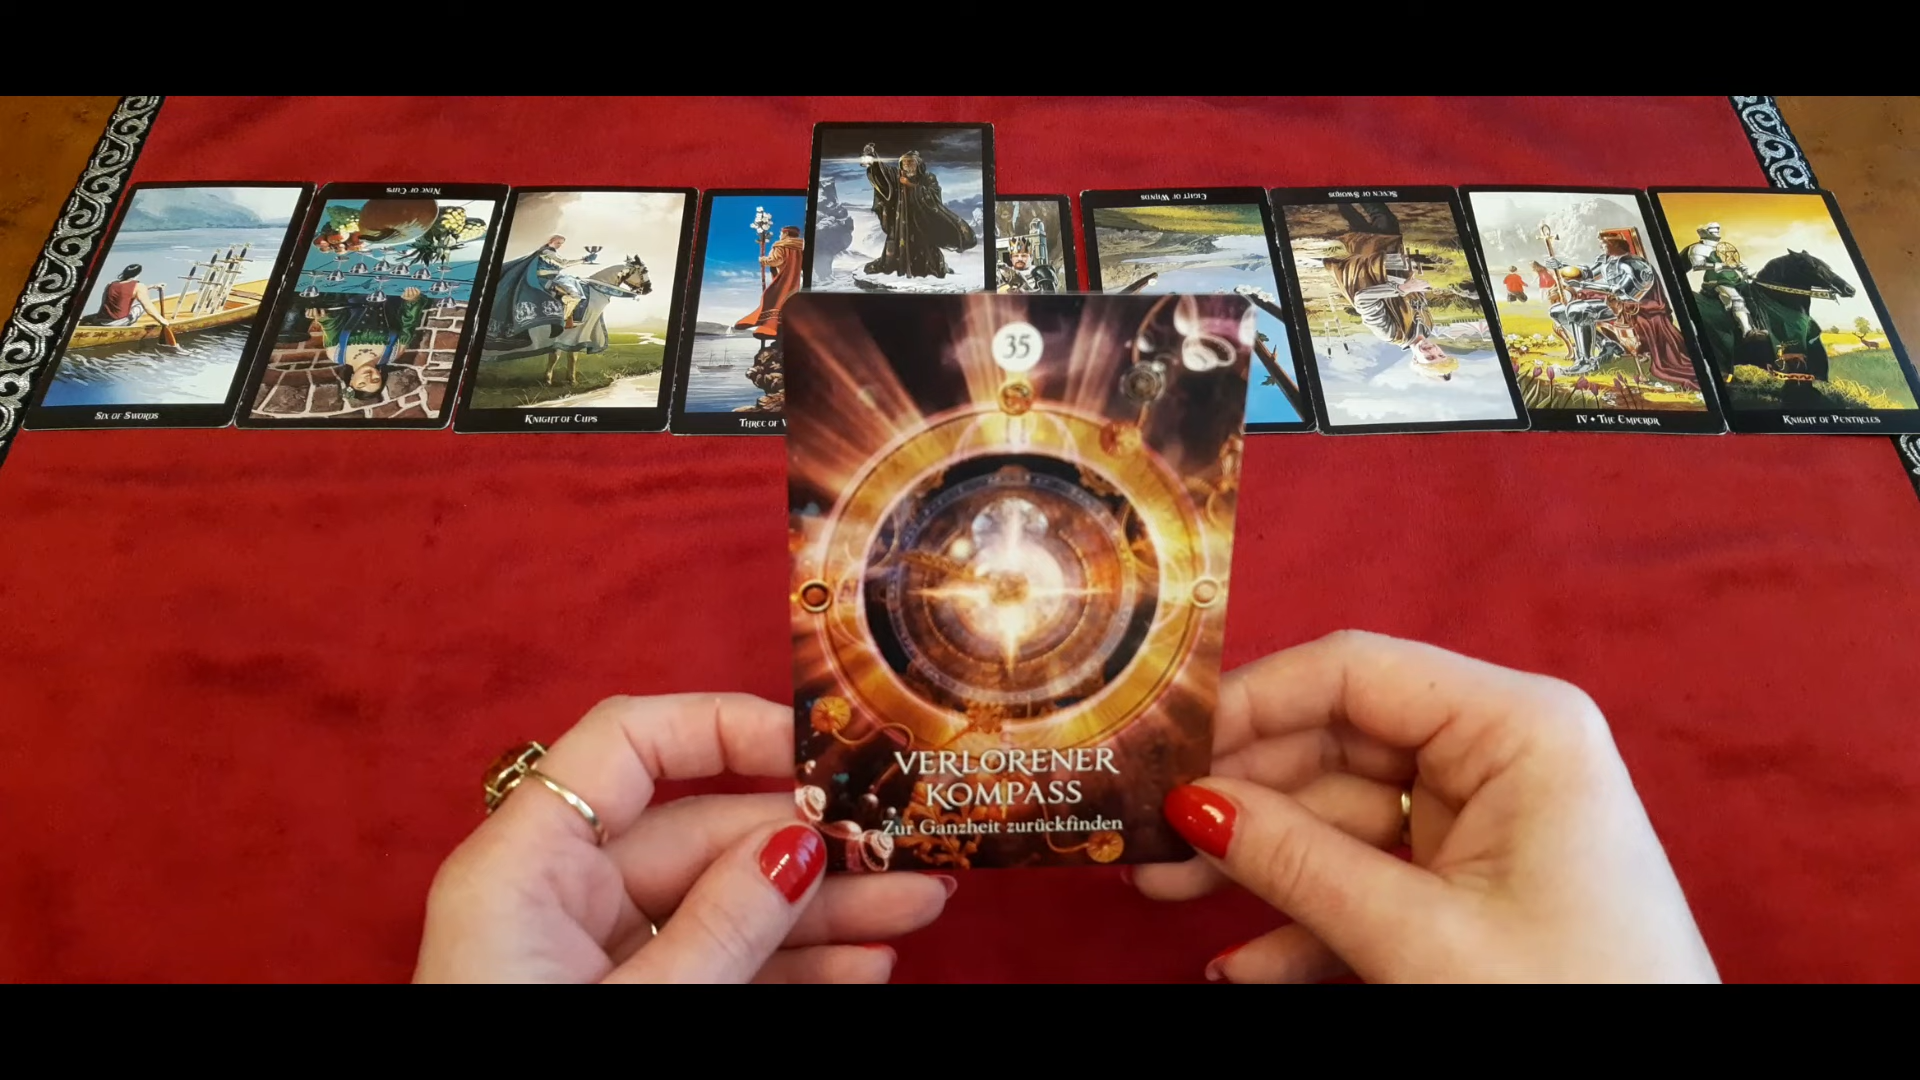 NINE OF CUPS
EIGHT OF WANDS
SEVEN OF SWORDS
SIX OF SWORDS
KNIGHT OF CUPS
THREE OF
IV • THE EMPEROR
KNIGHT OF PENTACLES
35
VERLORENER
KOMPASS
Zur Ganzheit zurückfinden